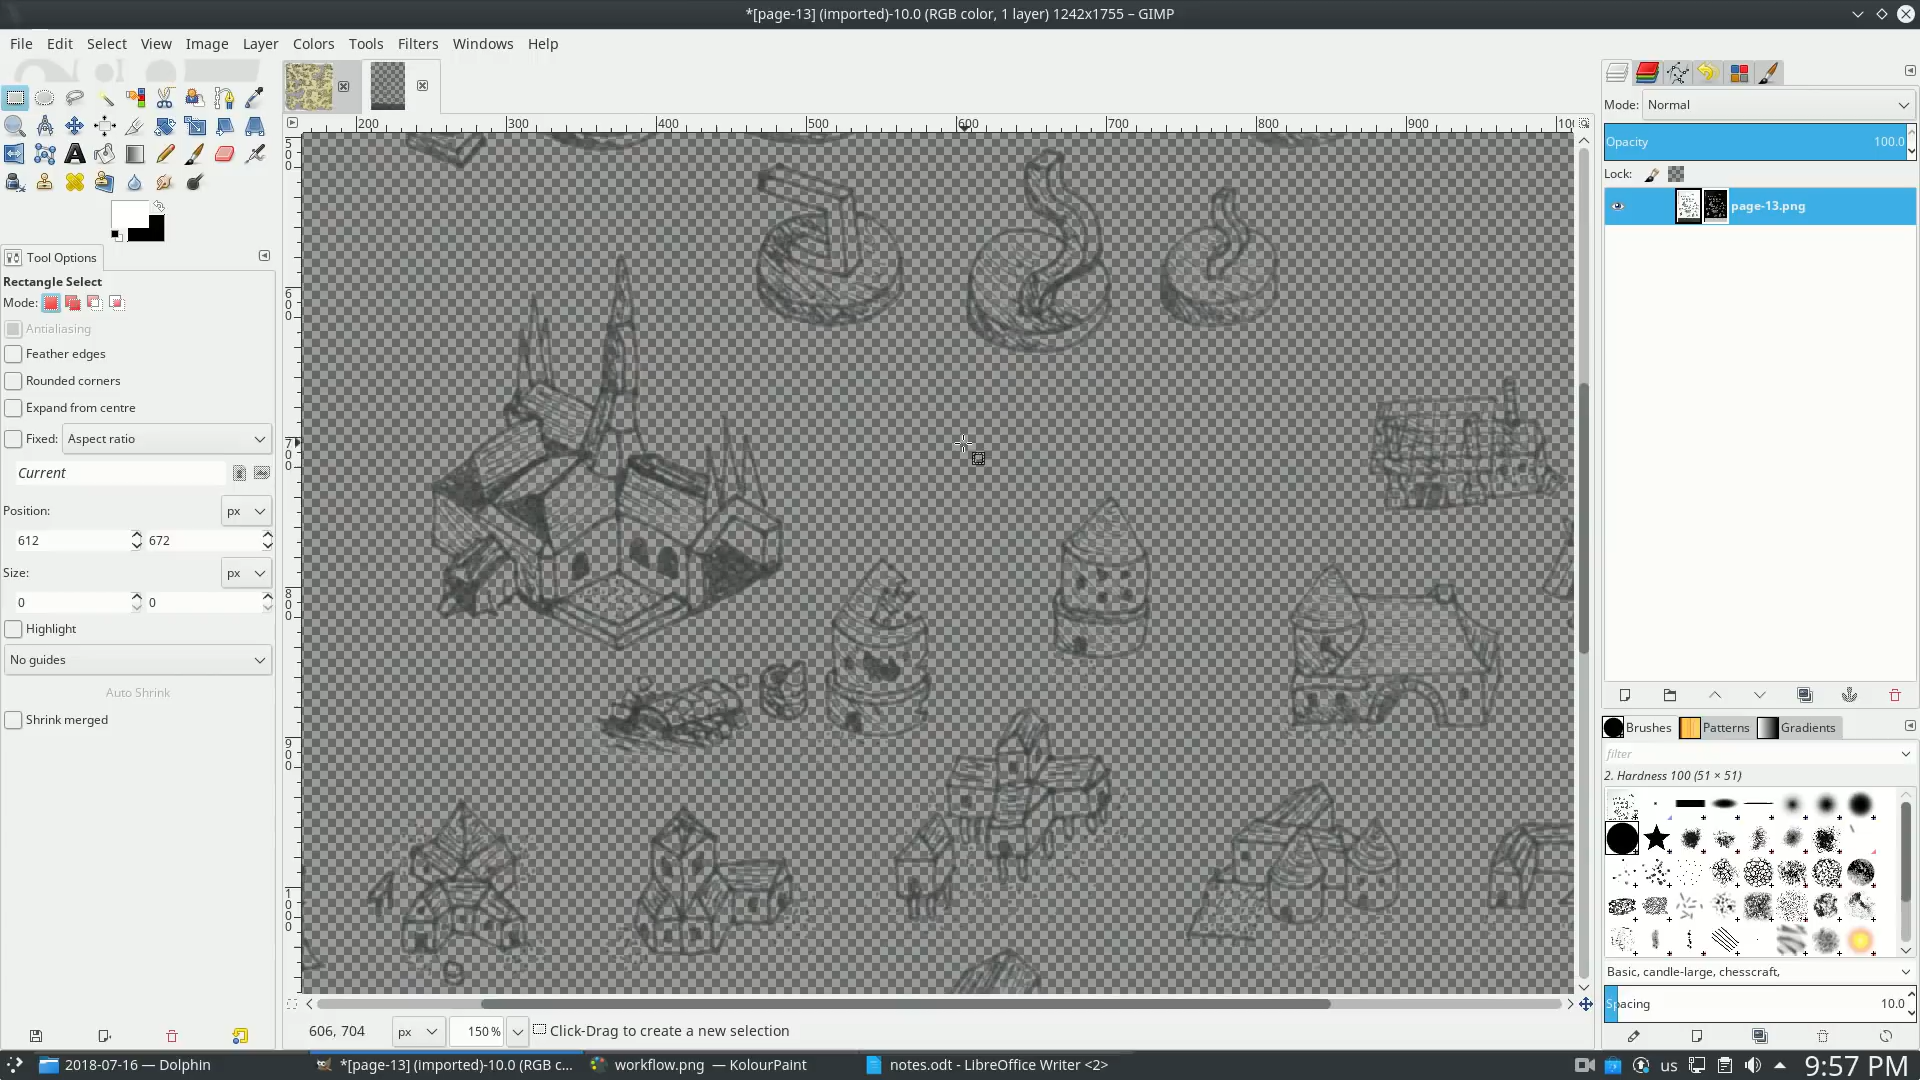 *[page-13] (imported)-10.0 (RGB color, 1 layer) 1242x1755 – GIMP
File Edit Select View Image Layer Colors Tools Filters Windows Help
200 300 400 500 600 700 800 900 100
Mode: Normal
Opacity 100.0
Lock:
page-13.png
Tool Options
Rectangle Select
Mode:
Antialiasing
Feather edges
Rounded corners
Expand from centre
Fixed: Aspect ratio
Current
Position: px
612 672
Size: px
0 0
Highlight
No guides
Auto Shrink
Shrink merged
500
600
700
800
900
Brushes Patterns Gradients
filter
2. Hardness 100 (51 × 51)
Basic, candle-large, chesscraft,
Spacing 10.0
606, 704 px 150 % Click-Drag to create a new selection
2018-07-16 — Dolphin *[page-13] (imported)-10.0 (RGB c... workflow.png — KolourPaint notes.odt - LibreOffice Writer <2> us 9:57 PM